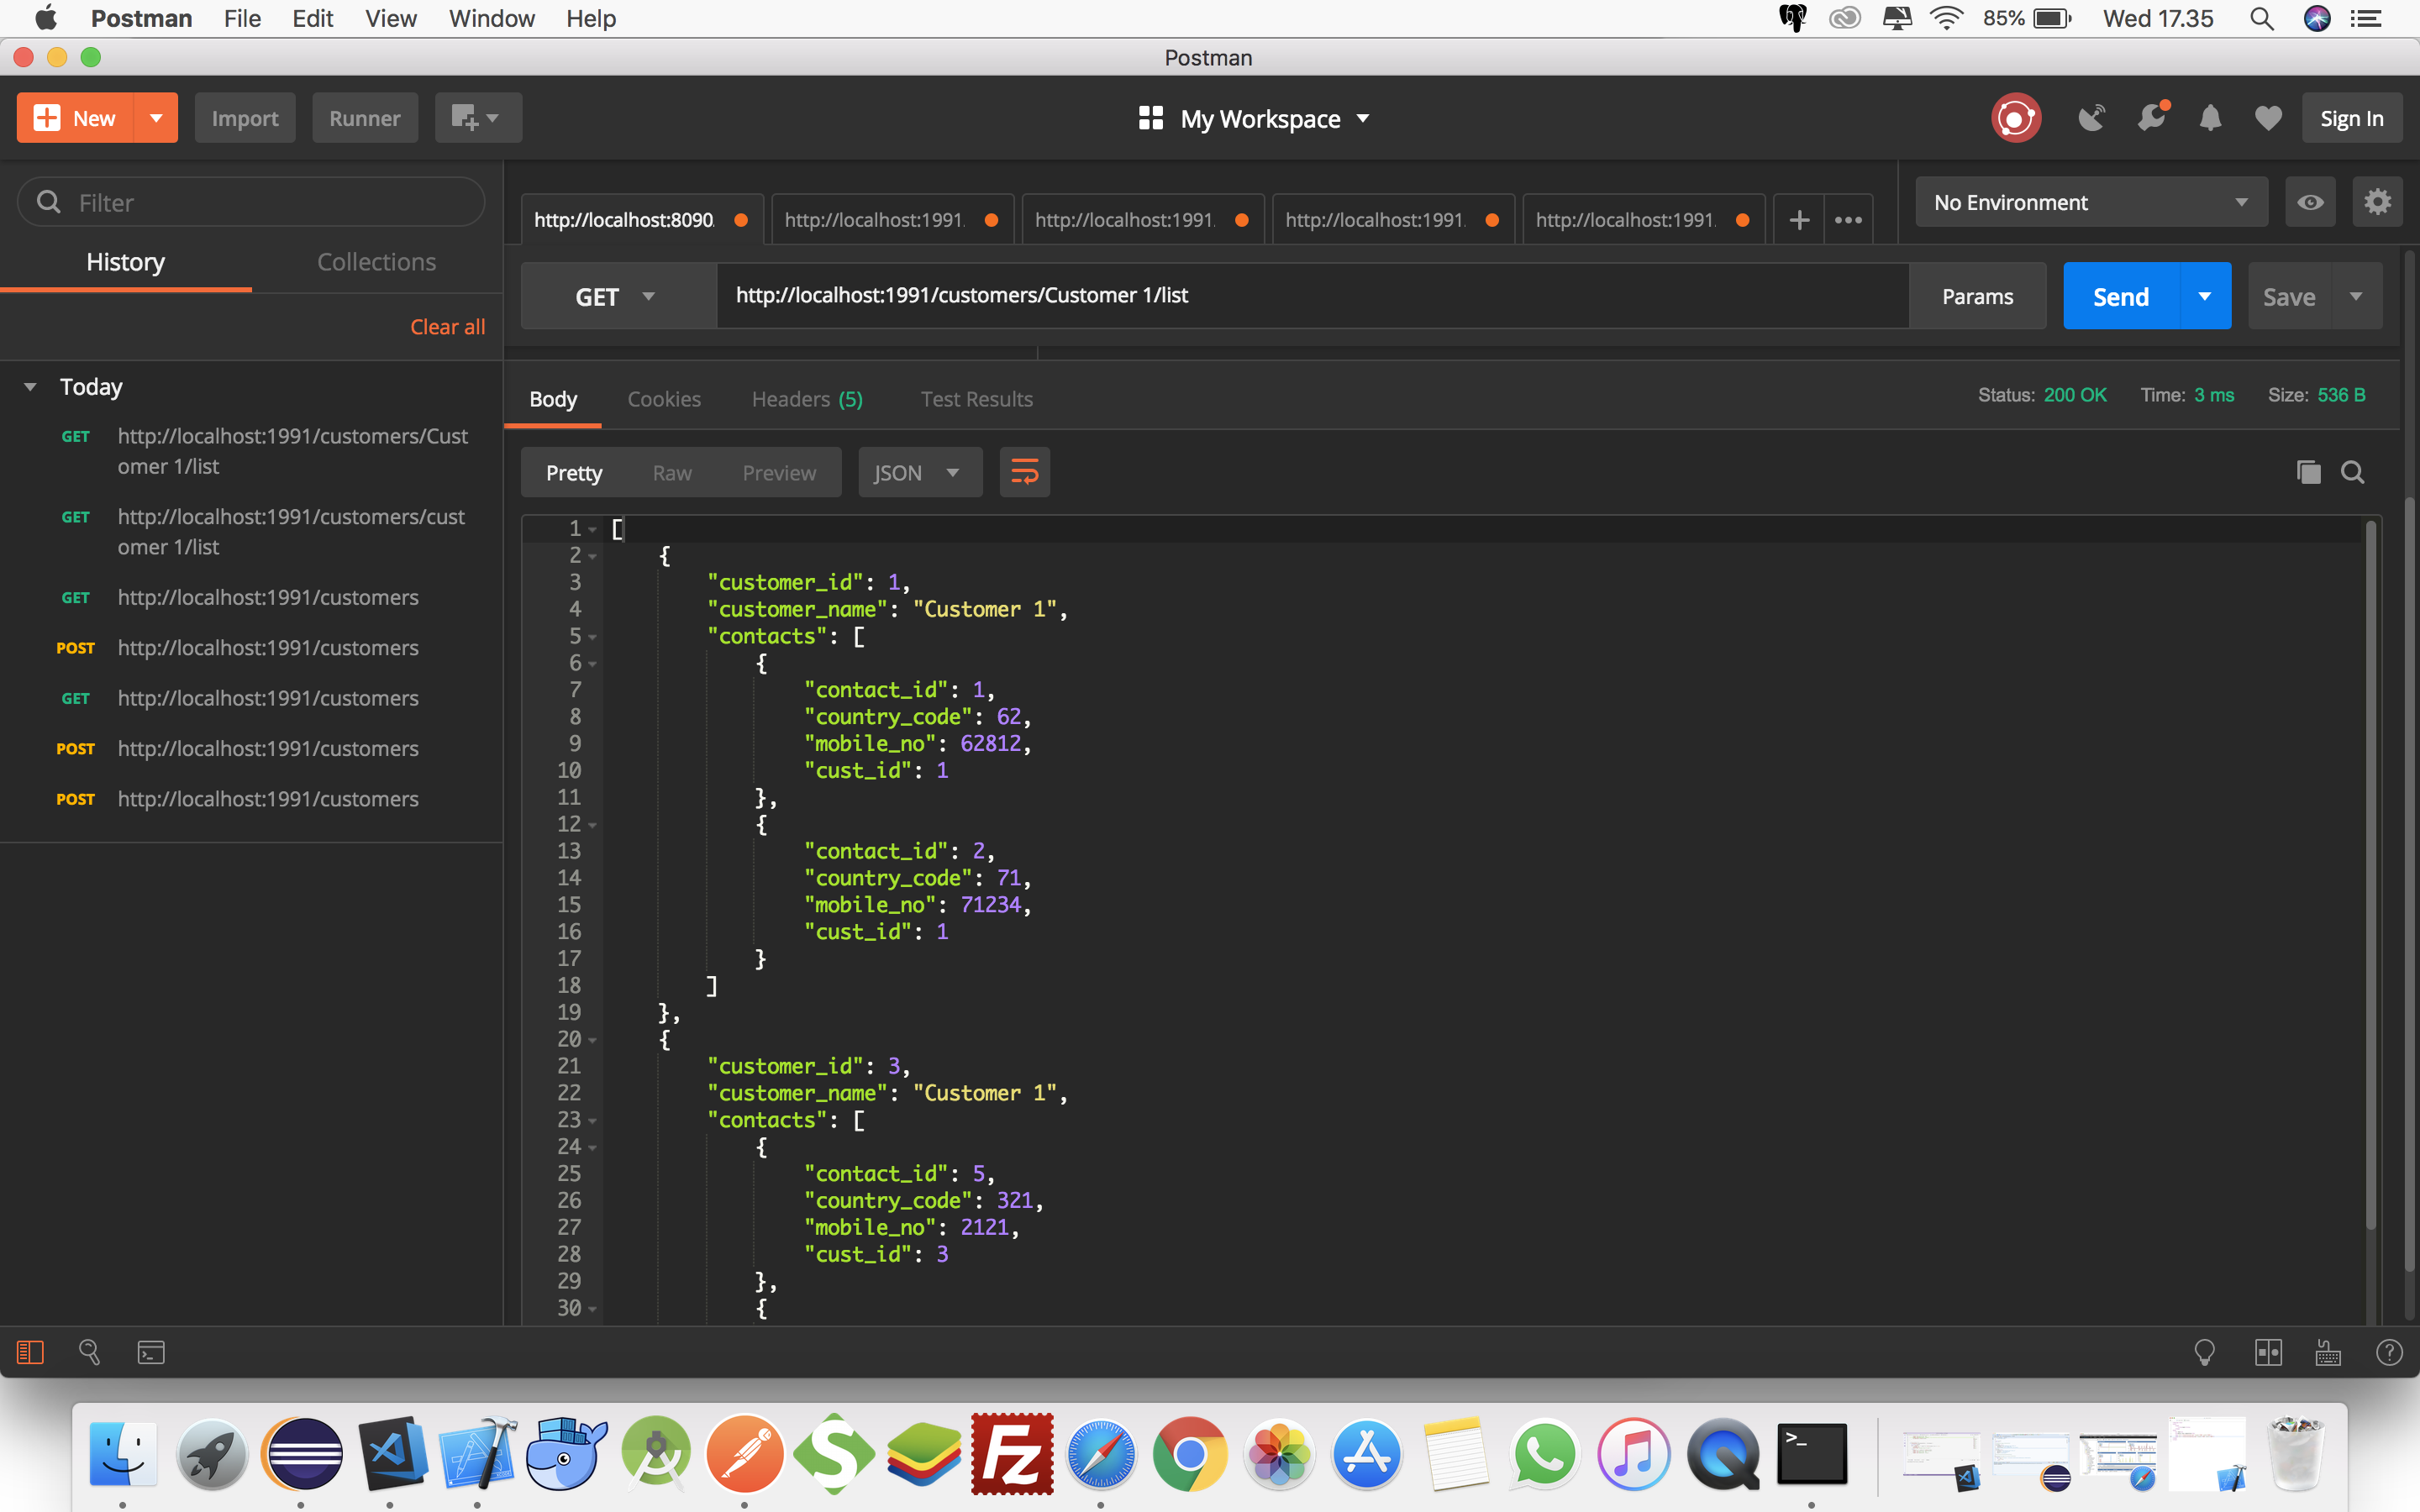 Postman File Edit View Window Help 85% Wed 17.35
Postman
New Import Runner My Workspace Sign In
Filter
http://localhost:8090. http://localhost:1991. http://localhost:1991. http://localhost:1991. http://localhost:1991. No Environment
History Collections
GET http://localhost:1991/customers/Customer 1/list Params Send Save
Clear all
Today
GET http://localhost:1991/customers/Cust
omer 1/list
GET http://localhost:1991/customers/cust
omer 1/list
GET http://localhost:1991/customers
POST http://localhost:1991/customers
GET http://localhost:1991/customers
POST http://localhost:1991/customers
POST http://localhost:1991/customers
Body Cookies Headers (5) Test Results Status: 200 OK Time: 3 ms Size: 536 B
Pretty Raw Preview JSON
1 [
2 {
3 "customer_id": 1,
4 "customer_name": "Customer 1",
5 "contacts": [
6 {
7 "contact_id": 1,
8 "country_code": 62,
9 "mobile_no": 62812,
10 "cust_id": 1
11 },
12 {
13 "contact_id": 2,
14 "country_code": 71,
15 "mobile_no": 71234,
16 "cust_id": 1
17 }
18 ]
19 },
20 {
21 "customer_id": 3,
22 "customer_name": "Customer 1",
23 "contacts": [
24 {
25 "contact_id": 5,
26 "country_code": 321,
27 "mobile_no": 2121,
28 "cust_id": 3
29 },
30 {
S Fz >_